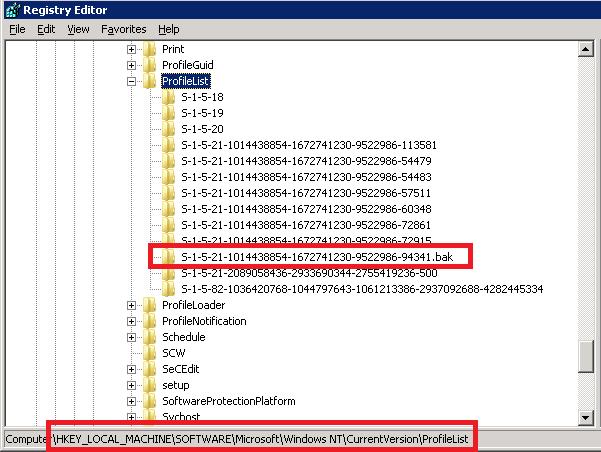 Registry Editor
File Edit View Favorites Help
Print
ProfileGuid
ProfileList
S-1-5-18
S-1-5-19
S-1-5-20
S-1-5-21-1014438854-1672741230-9522986-113581
S-1-5-21-1014438854-1672741230-9522986-54479
S-1-5-21-1014438854-1672741230-9522986-54483
S-1-5-21-1014438854-1672741230-9522986-57511
S-1-5-21-1014438854-1672741230-9522986-60348
S-1-5-21-1014438854-1672741230-9522986-72861
S-1-5-21-1014438854-1672741230-9522986-72915
S-1-5-21-1014438854-1672741230-9522986-94341.bak
S-1-5-21-2089058436-2933690344-2755419236-500
S-1-5-82-1036420768-1044797643-1061213386-2937092688-4282445334
ProfileLoader
ProfileNotification
Schedule
SCW
SeCEdit
setup
SoftwareProtectionPlatform
Svchost
Computer\HKEY_LOCAL_MACHINE\SOFTWARE\Microsoft\Windows NT\CurrentVersion\ProfileList